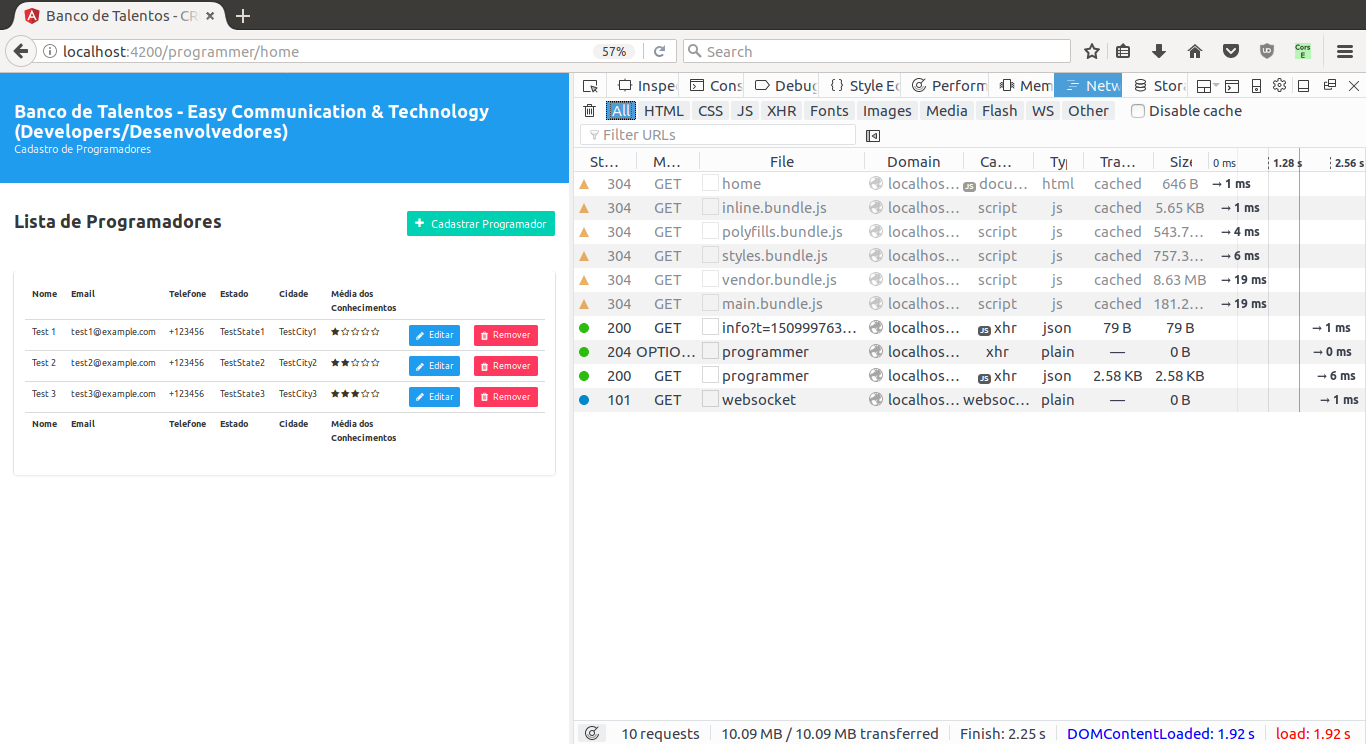 Banco de Talentos - CR
localhost:4200/programmer/home
57%
Search
Cors
E
Banco de Talentos - Easy Communication & Technology
(Developers/Desenvolvedores)
Cadastro de Programadores
Lista de Programadores
Cadastrar Programador
Nome Email Telefone Estado Cidade Média dos
Conhecimentos
Test 1 test1@example.com +123456 TestState1 TestCity1 Editar Remover
Test 2 test2@example.com +123456 TestState2 TestCity2 Editar Remover
Test 3 test3@example.com +123456 TestState3 TestCity3 Editar Remover
Nome Email Telefone Estado Cidade Média dos
Conhecimentos
Inspe Cons Debug { } Style Ec Perform Mem Netw Stor
All HTML CSS JS XHR Fonts Images Media Flash WS Other Disable cache
Filter URLs
St… M… File Domain Ca… Typ Tra… Size 0 ms 1.28 s 2.56 s
304 GET home localhos… JS docu… html cached 646 B → 1 ms
304 GET inline.bundle.js localhos… script js cached 5.65 KB → 1 ms
304 GET polyfills.bundle.js localhos… script js cached 543.7… → 4 ms
304 GET styles.bundle.js localhos… script js cached 757.3… → 6 ms
304 GET vendor.bundle.js localhos… script js cached 8.63 MB → 19 ms
304 GET main.bundle.js localhos… script js cached 181.2… → 19 ms
200 GET info?t=150999763… localhos… JS xhr json 79 B 79 B → 1 ms
204 OPTIO… programmer localhos… xhr plain — 0 B → 0 ms
200 GET programmer localhos… JS xhr json 2.58 KB 2.58 KB → 6 ms
101 GET websocket localhos… websoc… plain — 0 B → 1 ms
10 requests 10.09 MB / 10.09 MB transferred Finish: 2.25 s DOMContentLoaded: 1.92 s load: 1.92 s